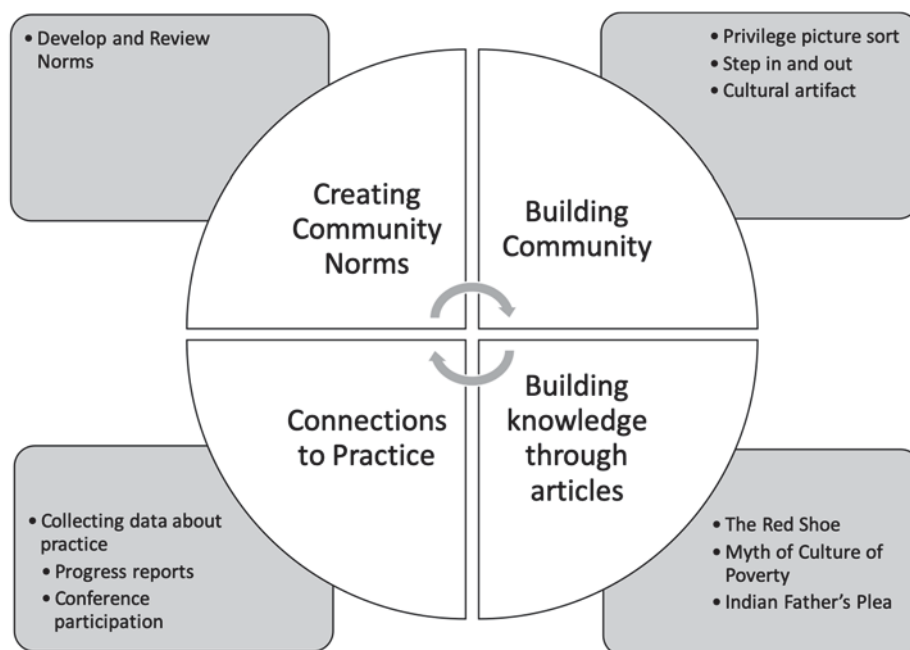 • Develop and Review
Norms
• Privilege picture sort
• Step in and out
• Cultural artifact
Creating
Community
Norms
Building
Community
Connections
to Practice
Building
knowledge
through
articles
• Collecting data about
practice
• Progress reports
• Conference
participation
• The Red Shoe
• Myth of Culture of
Poverty
• Indian Father's Plea